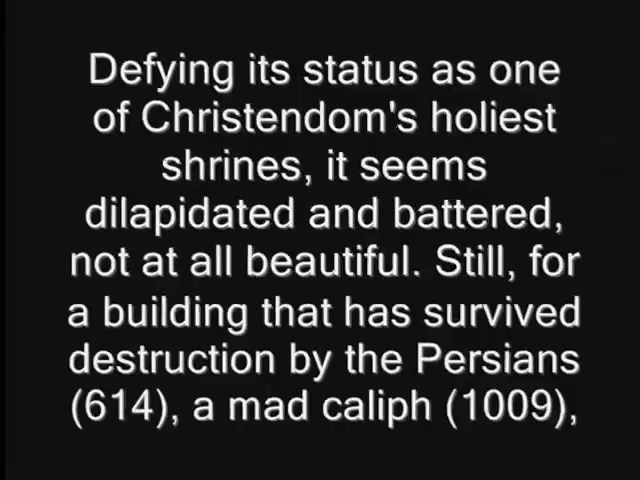 Defying its status as one
of Christendom's holiest
shrines, it seems
dilapidated and battered,
not at all beautiful. Still, for
a building that has survived
destruction by the Persians
(614), a mad caliph (1009),